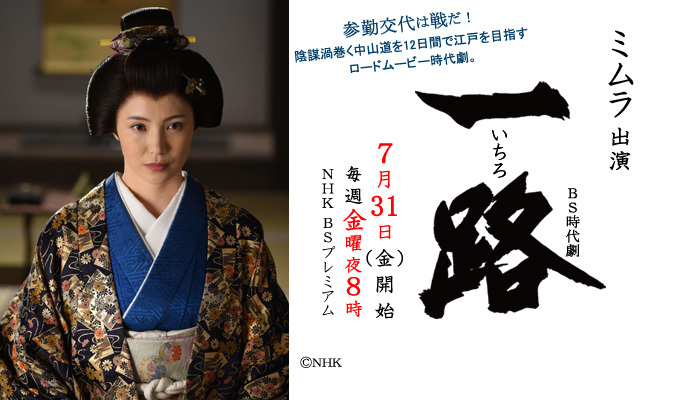 参勤交代は戦だ！
陰謀渦巻く中山道を12日間で江戸を目指す
ロードムービー時代劇。
ミムラ 出演
BS時代劇
一路
いちろ
7月31日(金)開始
毎週金曜夜8時
NHK BSプレミアム
©NHK